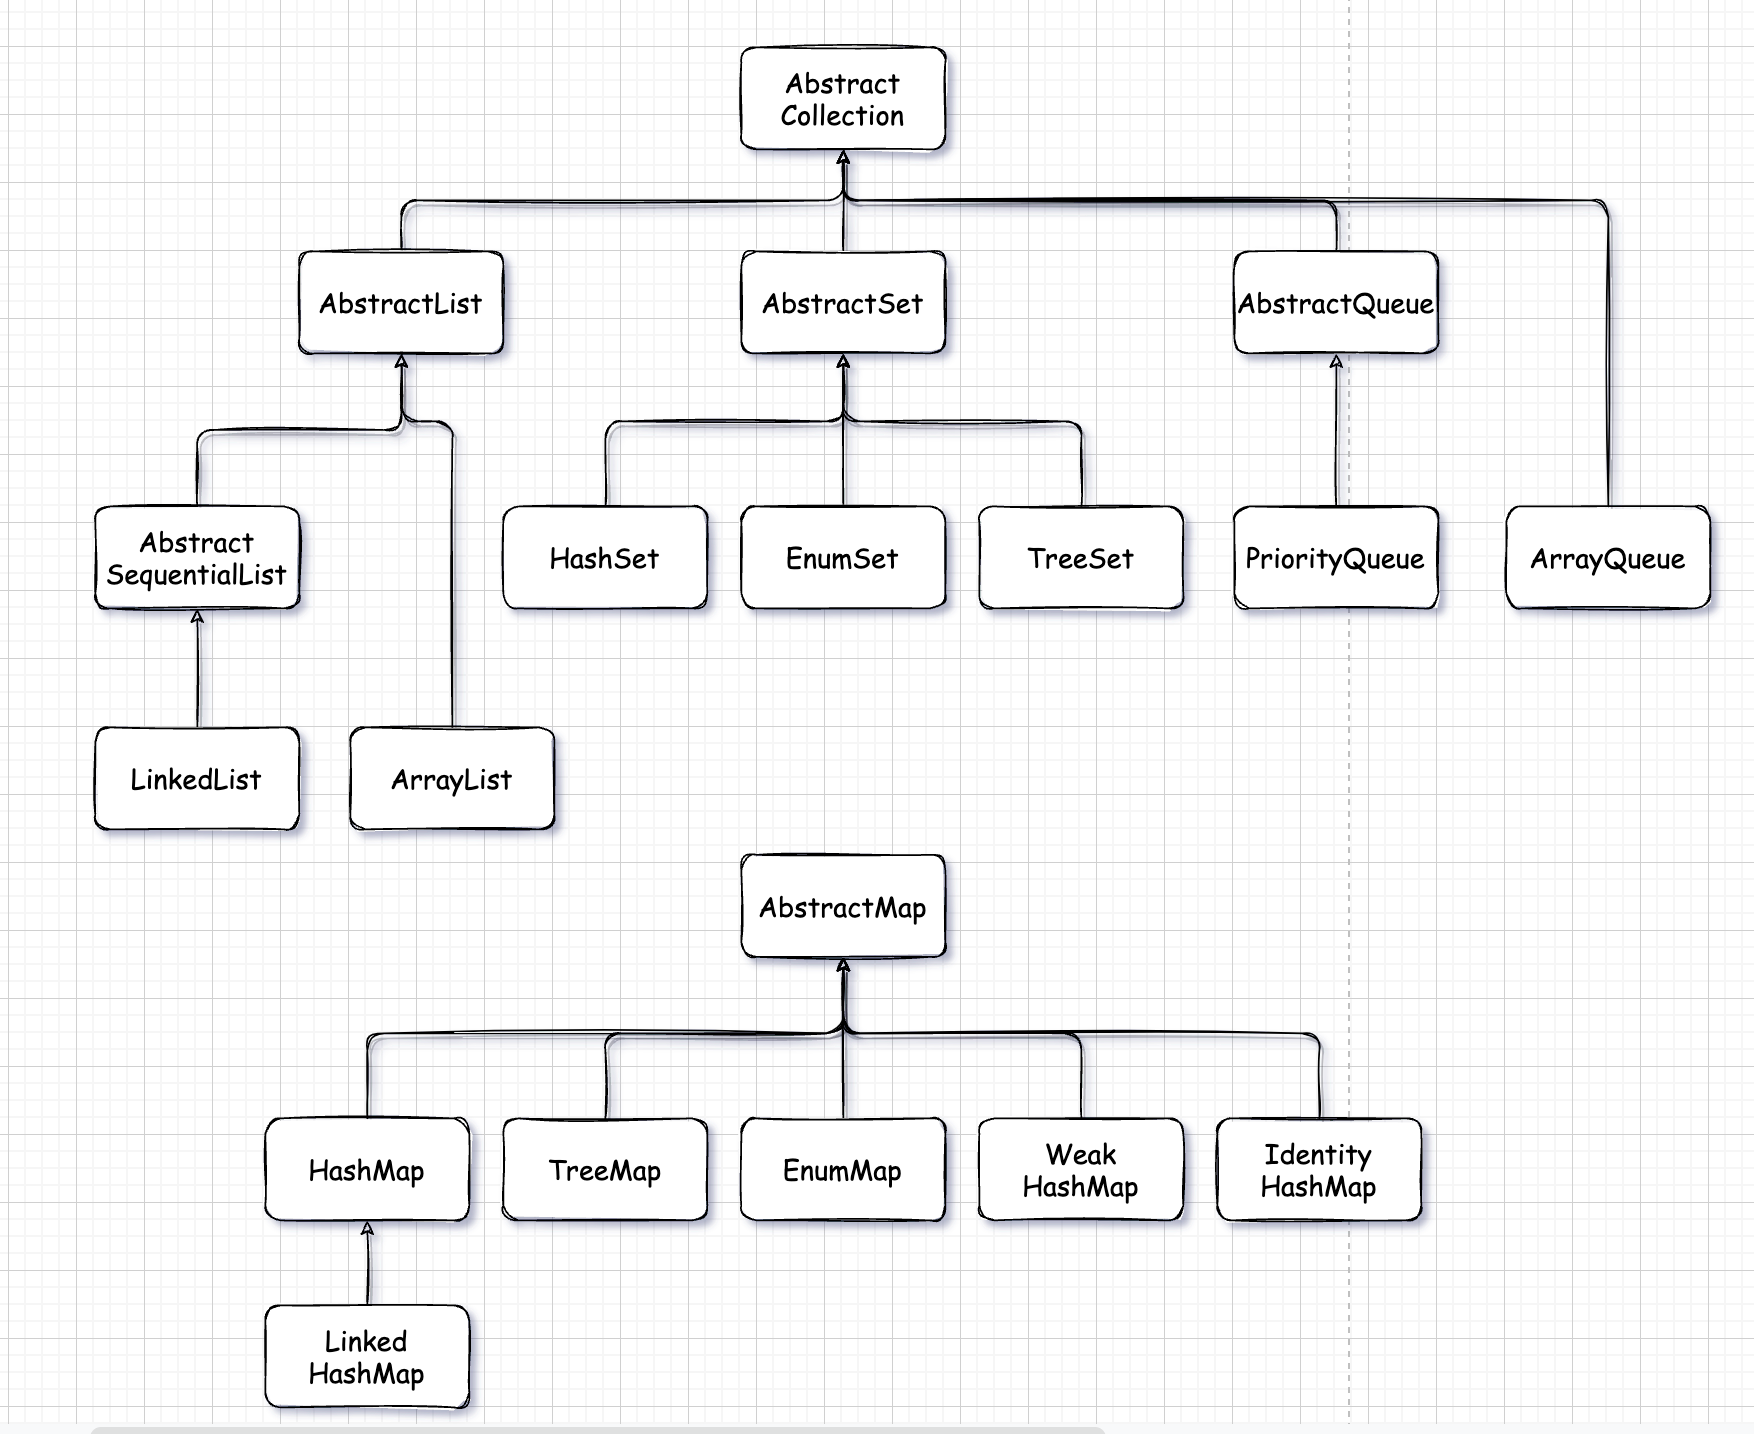 Abstract
Collection
AbstractList
AbstractSet
AbstractQueue
Abstract
SequentialList
HashSet
EnumSet
TreeSet
PriorityQueue
ArrayQueue
LinkedList
ArrayList
AbstractMap
HashMap
TreeMap
EnumMap
Weak
HashMap
Identity
HashMap
Linked
HashMap